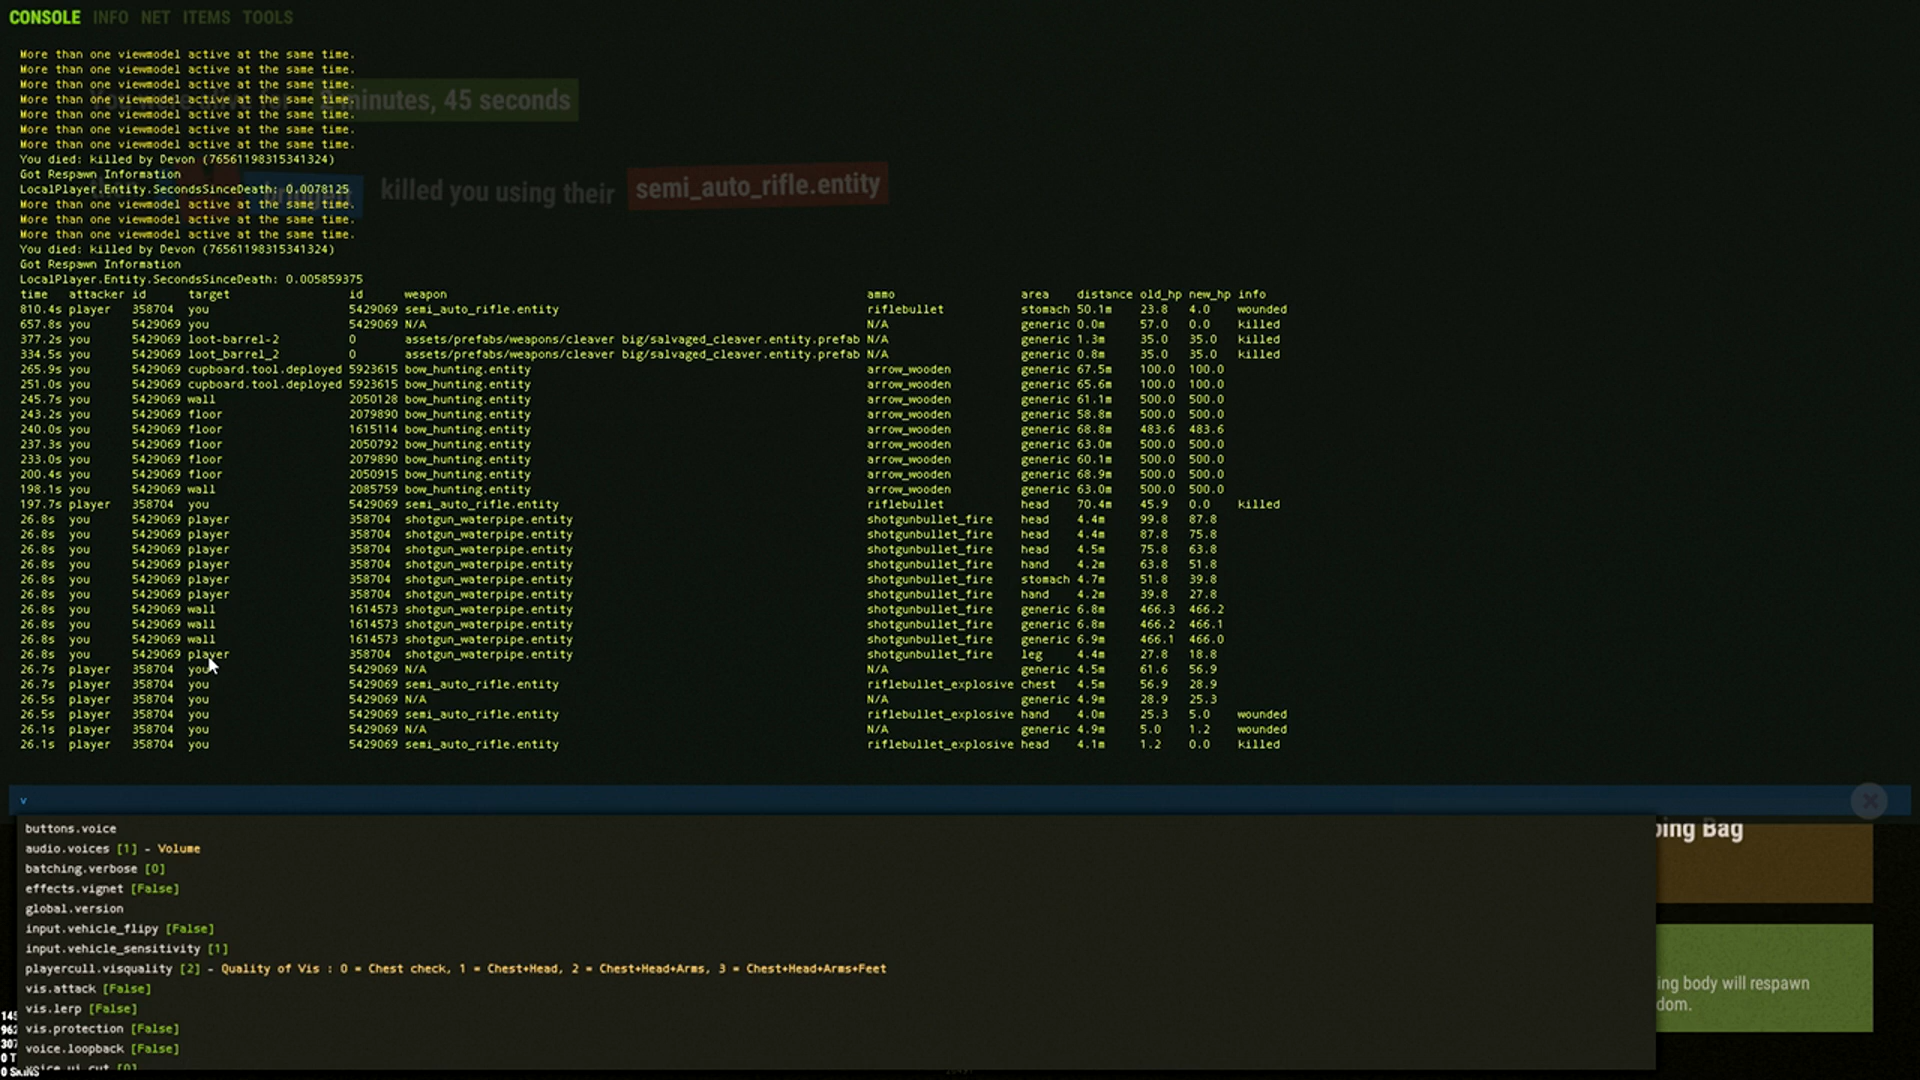 CONSOLE INFO NET ITEMS TOOLS
More than one viewmodel active at the same time.
More than one viewmodel active at the same time.
More than one viewmodel active at the same time.
More than one viewmodel active at the same time.
minutes, 45 seconds
More than one viewmodel active at the same time.
More than one viewmodel active at the same time.
More than one viewmodel active at the same time.
You died: killed by Devon (76561198315341324)
Got Respawn Information
LocalPlayer.Entity.SecondsSinceDeath: 0.0078125
killed you using their semi_auto_rifle.entity
More than one viewmodel active at the same time.
More than one viewmodel active at the same time.
More than one viewmodel active at the same time.
You died: killed by Devon (76561198315341324)
Got Respawn Information
LocalPlayer.Entity.SecondsSinceDeath: 0.005859375
time attacker id target id weapon ammo area distance old_hp new_hp info
810.4s player 358704 you 5429069 semi_auto_rifle.entity riflebullet stomach 50.1m 23.8 4.0 wounded
657.8s you 5429069 you 5429069 N/A N/A generic 0.0m 57.0 0.0 killed
377.2s you 5429069 loot-barrel-2 0 assets/prefabs/weapons/cleaver big/salvaged_cleaver.entity.prefab N/A generic 1.3m 35.0 35.0 killed
334.5s you 5429069 loot_barrel_2 0 assets/prefabs/weapons/cleaver big/salvaged_cleaver.entity.prefab N/A generic 0.8m 35.0 35.0 killed
265.9s you 5429069 cupboard.tool.deployed 5923615 bow_hunting.entity arrow_wooden generic 67.5m 100.0 100.0
251.0s you 5429069 cupboard.tool.deployed 5923615 bow_hunting.entity arrow_wooden generic 65.6m 100.0 100.0
245.7s you 5429069 wall 2050128 bow_hunting.entity arrow_wooden generic 61.1m 500.0 500.0
243.2s you 5429069 floor 2079890 bow_hunting.entity arrow_wooden generic 58.8m 500.0 500.0
240.0s you 5429069 floor 1615114 bow_hunting.entity arrow_wooden generic 68.8m 483.6 483.6
237.3s you 5429069 floor 2050792 bow_hunting.entity arrow_wooden generic 63.0m 500.0 500.0
233.0s you 5429069 floor 2079890 bow_hunting.entity arrow_wooden generic 60.1m 500.0 500.0
200.4s you 5429069 floor 2050915 bow_hunting.entity arrow_wooden generic 68.9m 500.0 500.0
198.1s you 5429069 wall 2085759 bow_hunting.entity arrow_wooden generic 63.0m 500.0 500.0
197.7s player 358704 you 5429069 semi_auto_rifle.entity riflebullet head 70.4m 45.9 0.0 killed
26.8s you 5429069 player 358704 shotgun_waterpipe.entity shotgunbullet_fire head 4.4m 99.8 87.8
26.8s you 5429069 player 358704 shotgun_waterpipe.entity shotgunbullet_fire head 4.4m 87.8 75.8
26.8s you 5429069 player 358704 shotgun_waterpipe.entity shotgunbullet_fire head 4.5m 75.8 63.8
26.8s you 5429069 player 358704 shotgun_waterpipe.entity shotgunbullet_fire hand 4.2m 63.8 51.8
26.8s you 5429069 player 358704 shotgun_waterpipe.entity shotgunbullet_fire stomach 4.7m 51.8 39.8
26.8s you 5429069 player 358704 shotgun_waterpipe.entity shotgunbullet_fire hand 4.2m 39.8 27.8
26.8s you 5429069 wall 1614573 shotgun_waterpipe.entity shotgunbullet_fire generic 6.8m 466.3 466.2
26.8s you 5429069 wall 1614573 shotgun_waterpipe.entity shotgunbullet_fire generic 6.8m 466.2 466.1
26.8s you 5429069 wall 1614573 shotgun_waterpipe.entity shotgunbullet_fire generic 6.9m 466.1 466.0
26.8s you 5429069 player 358704 shotgun_waterpipe.entity shotgunbullet_fire leg 4.4m 27.8 18.8
26.7s player 358704 you 5429069 N/A N/A generic 4.5m 61.6 56.9
26.7s player 358704 you 5429069 semi_auto_rifle.entity riflebullet_explosive chest 4.5m 56.9 28.9
26.5s player 358704 you 5429069 N/A N/A generic 4.9m 28.9 25.3
26.5s player 358704 you 5429069 semi_auto_rifle.entity riflebullet_explosive hand 4.0m 25.3 5.0 wounded
26.1s player 358704 you 5429069 N/A N/A generic 4.9m 5.0 1.2 wounded
26.1s player 358704 you 5429069 semi_auto_rifle.entity riflebullet_explosive head 4.1m 1.2 0.0 killed
v
buttons.voice
audio.voices [1] - Volume
batching.verbose [0]
effects.vignet [False]
global.version
input.vehicle_flipy [False]
input.vehicle_sensitivity [1]
playercull.visquality [2] - Quality of Vis : 0 = Chest check, 1 = Chest+Head, 2 = Chest+Head+Arms, 3 = Chest+Head+Arms+Feet
vis.attack [False]
vis.lerp [False]
vis.protection [False]
voice.loopback [False]
voice.ui_cut [0]
ping Bag
ing body will respawn
dom.
145
962
307
0 T
0 SKINS